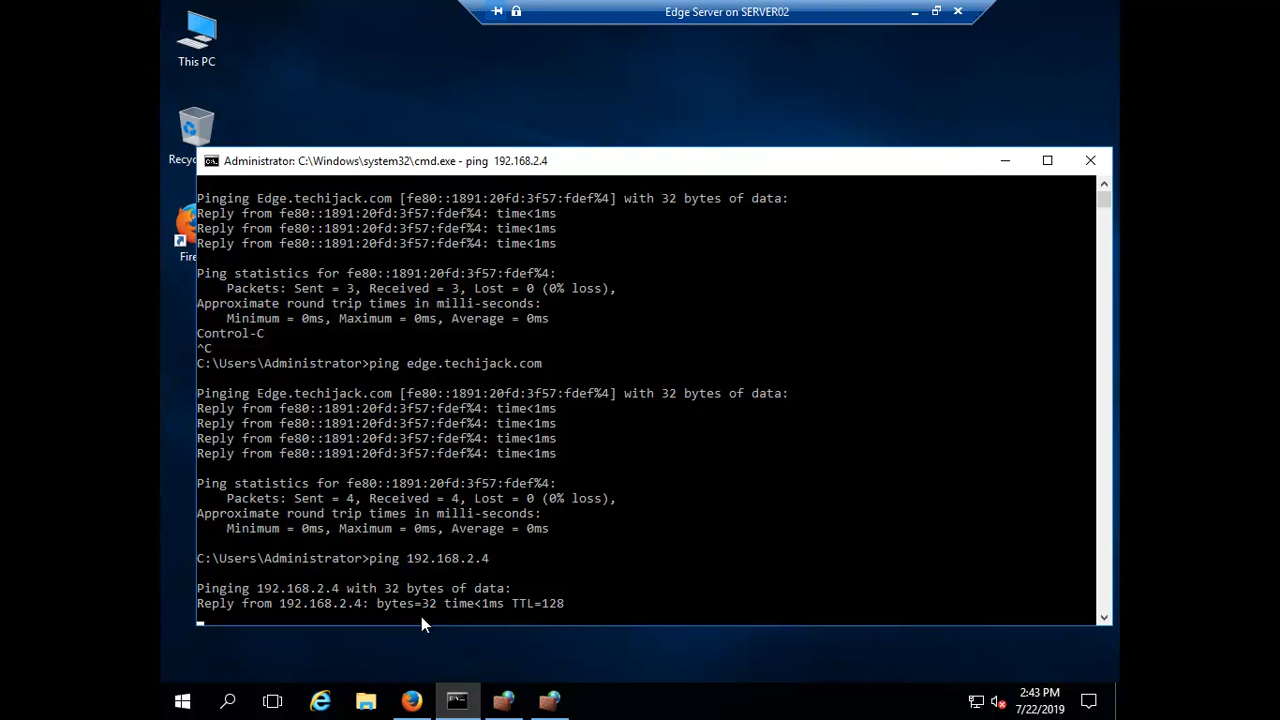 Edge Server on SERVER02
This PC
Recyc
Fire
Administrator: C:\Windows\system32\cmd.exe - ping  192.168.2.4
Pinging Edge.techijack.com [fe80::1891:20fd:3f57:fdef%4] with 32 bytes of data:
Reply from fe80::1891:20fd:3f57:fdef%4: time<1ms
Reply from fe80::1891:20fd:3f57:fdef%4: time<1ms
Reply from fe80::1891:20fd:3f57:fdef%4: time<1ms
Ping statistics for fe80::1891:20fd:3f57:fdef%4:
Packets: Sent = 3, Received = 3, Lost = 0 (0% loss),
Approximate round trip times in milli-seconds:
Minimum = 0ms, Maximum = 0ms, Average = 0ms
Control-C
^C
C:\Users\Administrator>ping edge.techijack.com
Pinging Edge.techijack.com [fe80::1891:20fd:3f57:fdef%4] with 32 bytes of data:
Reply from fe80::1891:20fd:3f57:fdef%4: time<1ms
Reply from fe80::1891:20fd:3f57:fdef%4: time<1ms
Reply from fe80::1891:20fd:3f57:fdef%4: time<1ms
Reply from fe80::1891:20fd:3f57:fdef%4: time<1ms
Ping statistics for fe80::1891:20fd:3f57:fdef%4:
Packets: Sent = 4, Received = 4, Lost = 0 (0% loss),
Approximate round trip times in milli-seconds:
Minimum = 0ms, Maximum = 0ms, Average = 0ms
C:\Users\Administrator>ping 192.168.2.4
Pinging 192.168.2.4 with 32 bytes of data:
Reply from 192.168.2.4: bytes=32 time<1ms TTL=128
2:43 PM
7/22/2019